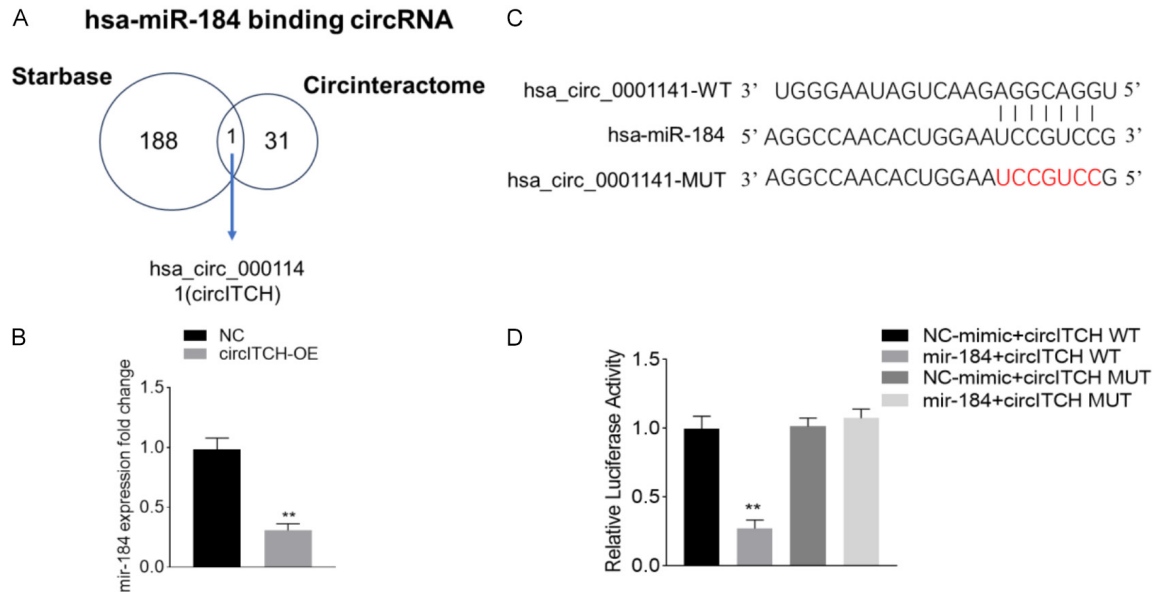 A
hsa-miR-184 binding circRNA
Starbase
Circinteractome
188
1
31
hsa_circ_000114
1(circITCH)
B
NC
circITCH-OE
mir-184 expression fold change
1.5
1.0
0.5
0.0
**
C
hsa_circ_0001141-WT 3’ UGGGAAUAGUCAAGAGGCAGGU 5’
hsa-miR-184 5’ AGGCCAACACUGGAAUCCGUCCG 3’
hsa_circ_0001141-MUT 3’ AGGCCAACACUGGAAUCCGUCCG 5’
D
NC-mimic+circITCH WT
mir-184+circITCH WT
NC-mimic+circITCH MUT
mir-184+circITCH MUT
Relative Luciferase Activity
1.5
1.0
0.5
0.0
**